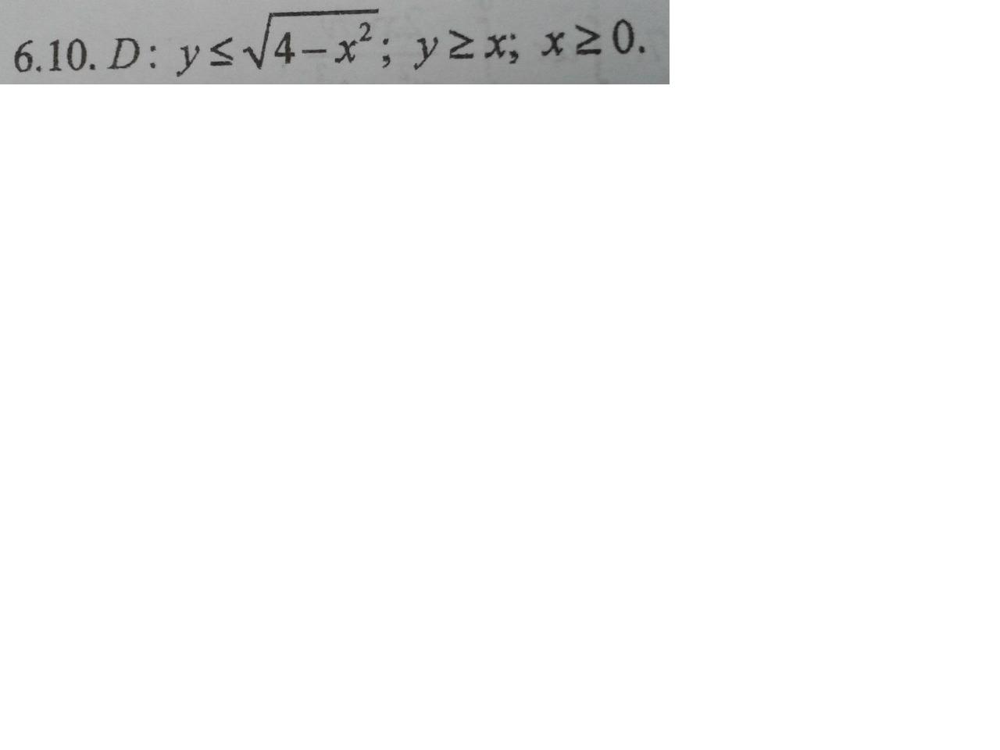 6.10. D: y ≤ √(4 − x²); y ≥ x; x ≥ 0.